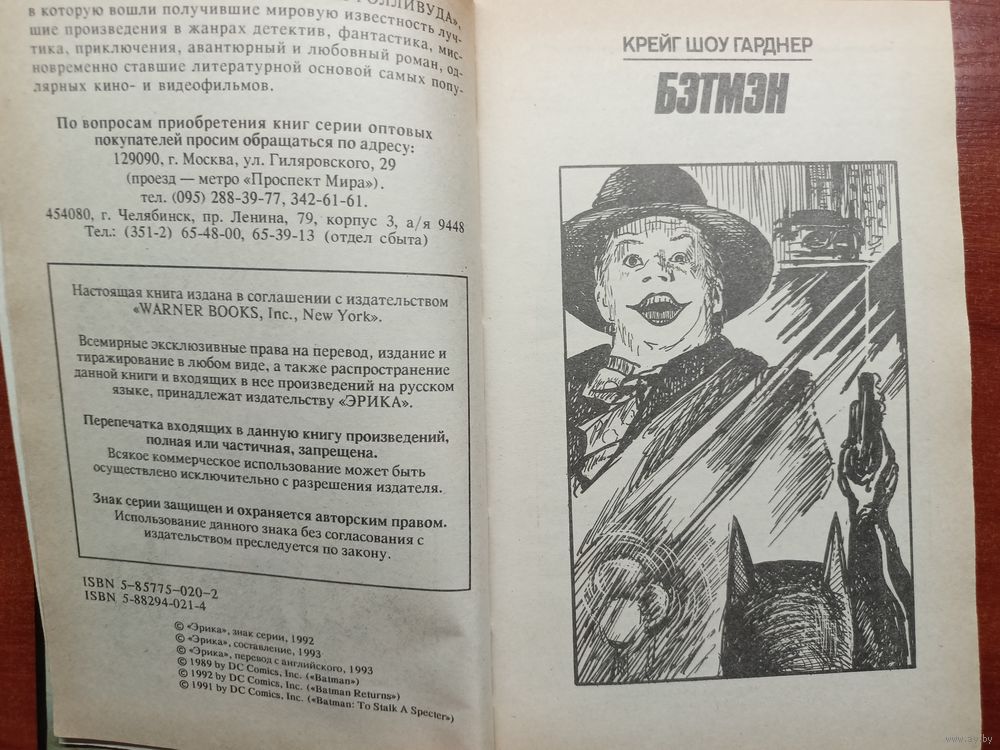 ГОЛЛИВУДА»,
в которую вошли получившие мировую известность луч-
шие произведения в жанрах детектив, фантастика, мис-
тика, приключения, авантюрный и любовный роман, од-
новременно ставшие литературной основой самых попу-
лярных кино- и видеофильмов.
По вопросам приобретения книг серии оптовых
покупателей просим обращаться по адресу:
129090, г. Москва, ул. Гиляровского, 29
(проезд — метро «Проспект Мира»).
тел. (095) 288-39-77, 342-61-61.
454080, г. Челябинск, пр. Ленина, 79, корпус 3, а/я 9448
Тел.: (351-2) 65-48-00, 65-39-13 (отдел сбыта)
Настоящая книга издана в соглашении с издательством
«WARNER BOOKS, Inc., New York».
Всемирные эксклюзивные права на перевод, издание и
тиражирование в любом виде, а также распространение
данной книги и входящих в нее произведений на русском
языке, принадлежат издательству «ЭРИКА».
Перепечатка входящих в данную книгу произведений,
полная или частичная, запрещена.
Всякое коммерческое использование может быть
осуществлено исключительно с разрешения издателя.
Знак серии защищен и охраняется авторским правом.
Использование данного знака без согласования с
издательством преследуется по закону.
ISBN 5-85775-020-2
ISBN 5-88294-021-4
© «Эрика», знак серии, 1992
© «Эрика», составление, 1993
© «Эрика», перевод с английского, 1993
© 1989 by DC Comics, Inc. («Batman»)
© 1992 by DC Comics, Inc. («Batman Returns»)
© 1991 by DC Comics, Inc. («Batman: To Stalk A Specter»)
КРЕЙГ ШОУ ГАРДНЕР
БЭТМЭН
www.ay.by